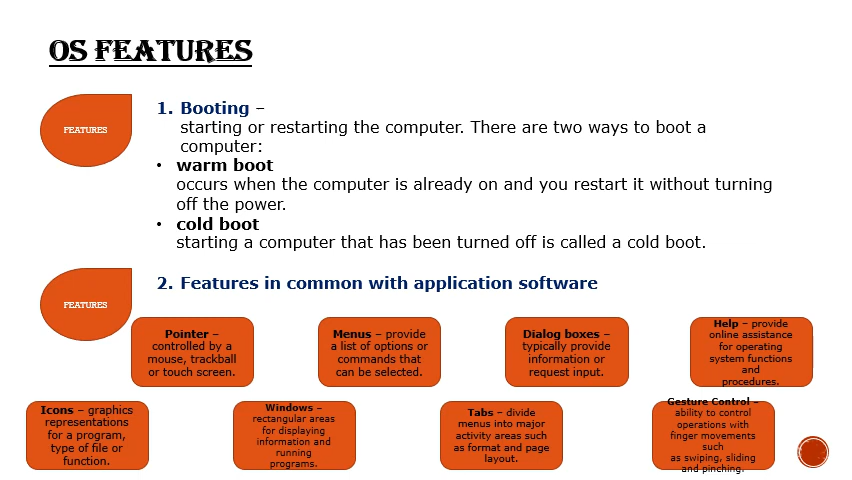 OS FEATURES
FEATURES
1. Booting –
starting or restarting the computer. There are two ways to boot a
computer:
• warm boot
occurs when the computer is already on and you restart it without turning
off the power.
• cold boot
starting a computer that has been turned off is called a cold boot.
FEATURES
2. Features in common with application software
Pointer –
controlled by a
mouse, trackball
or touch screen.
Menus – provide
a list of options or
commands that
can be selected.
Dialog boxes –
typically provide
information or
request input.
Help – provide
online assistance
for operating
system functions
and
procedures.
Icons – graphics
representations
for a program,
type of file or
function.
Windows –
rectangular areas
for displaying
information and
running
programs.
Tabs – divide
menus into major
activity areas such
as format and page
layout.
Gesture Control –
ability to control
operations with
finger movements
such
as swiping, sliding
and pinching.